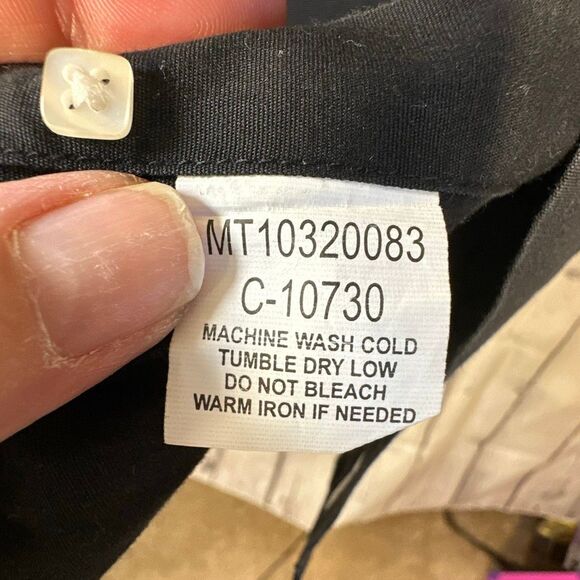 MT10320083
C-10730
MACHINE WASH COLD
TUMBLE DRY LOW
DO NOT BLEACH
WARM IRON IF NEEDED